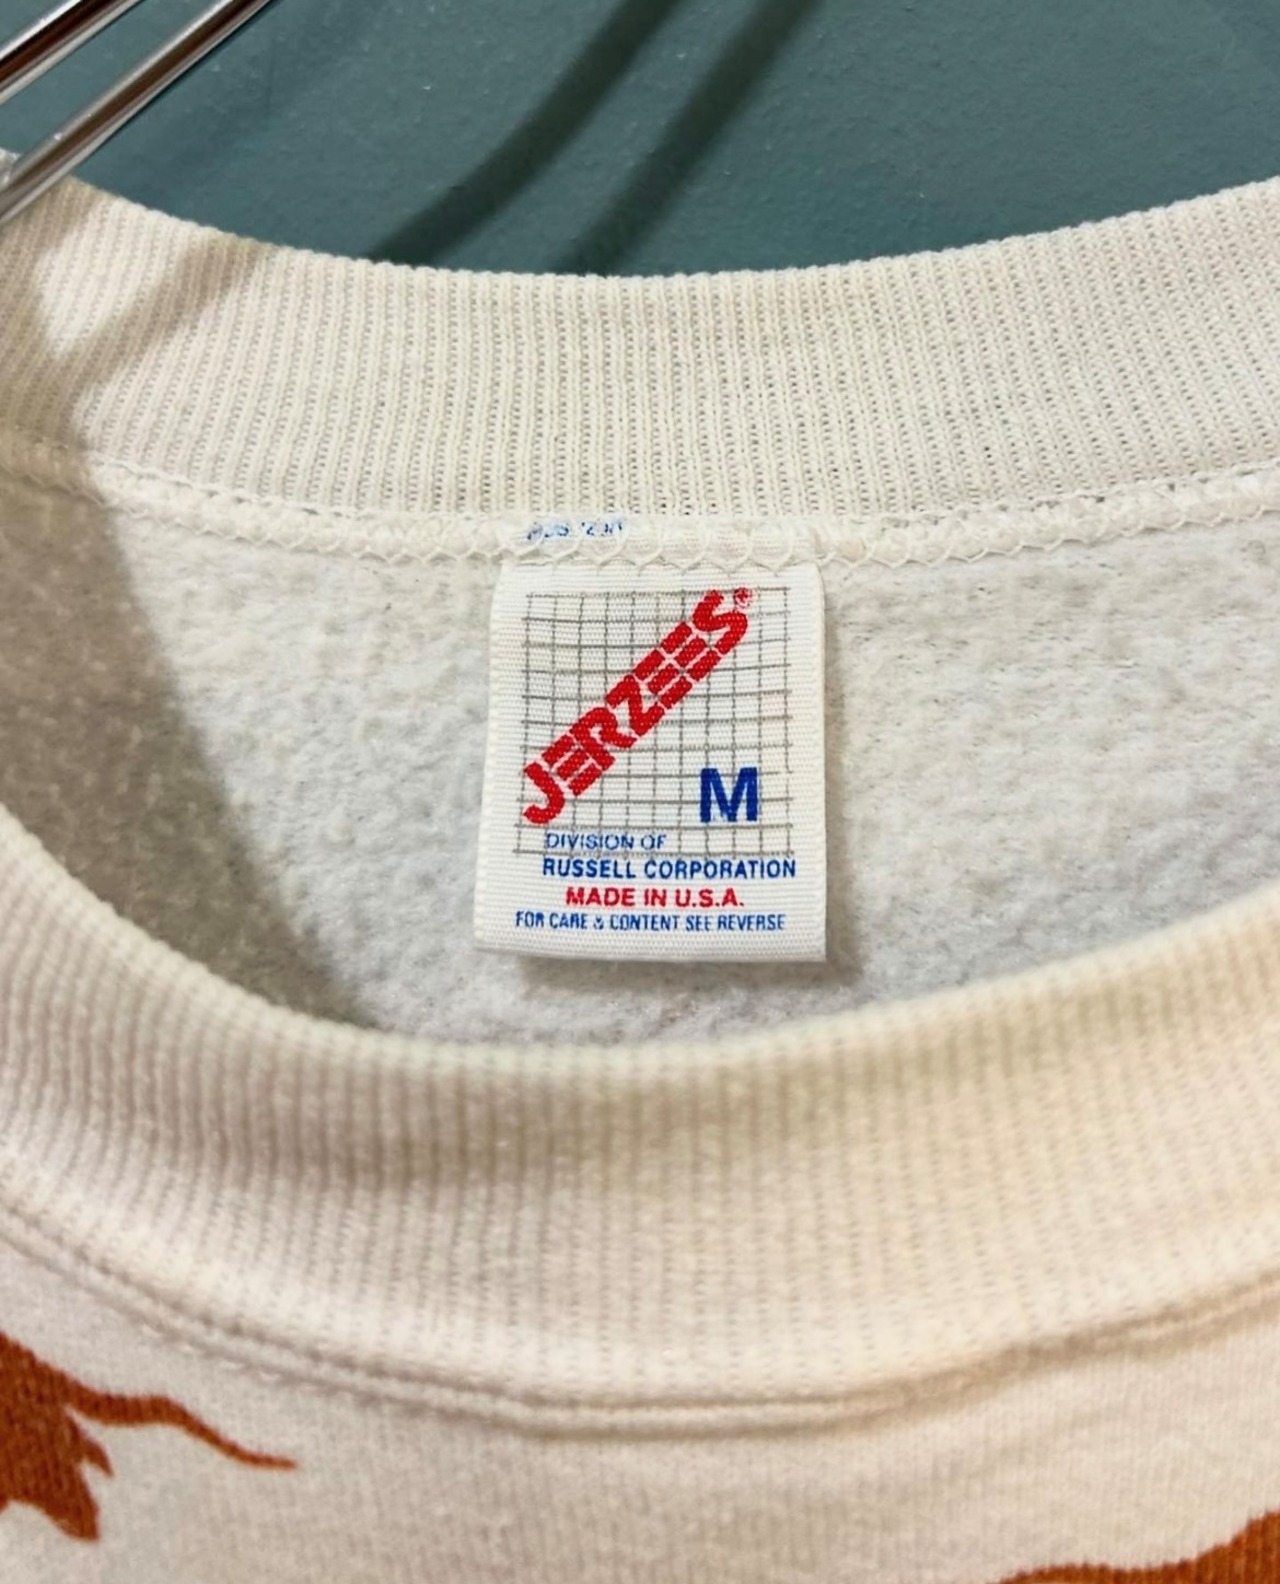 JERZEES®
M
DIVISION OF
RUSSELL CORPORATION
MADE IN U.S.A.
FOR CARE & CONTENT SEE REVERSE